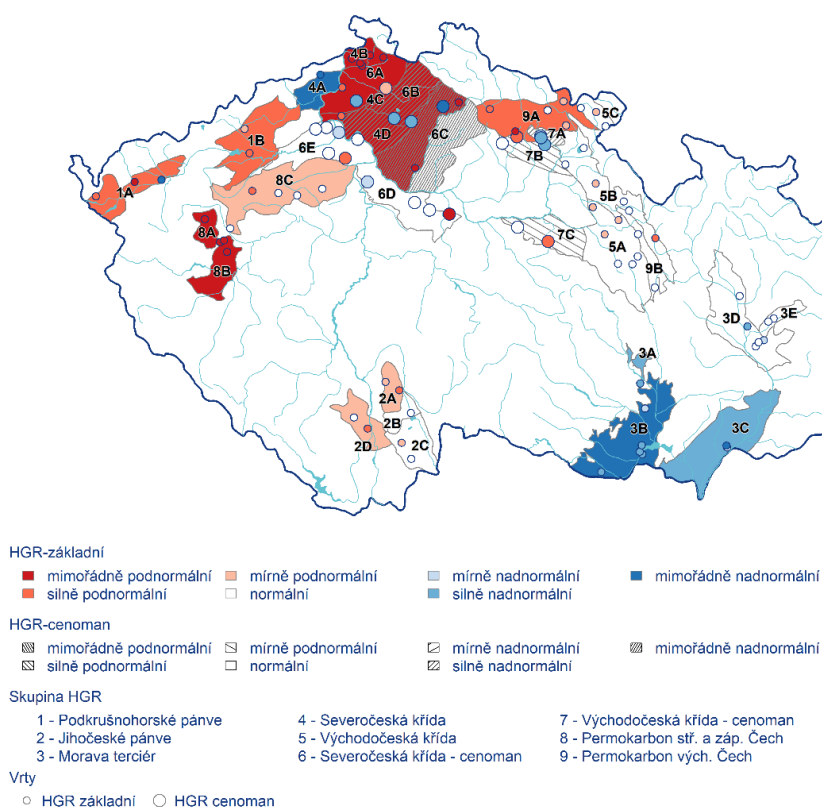 4B
6A
4A
4C
6B
9A
5C
1B
4D
6C
7A
6E
7B
1A
8C
6D
5B
8A
7C
5A
8B
9B
3D
3E
3A
2A
2B
3B
3C
2D
2C
HGR-základní
mimořádně podnormální mírně podnormální mírně nadnormální mimořádně nadnormální
silně podnormální normální silně nadnormální
HGR-cenoman
mimořádně podnormální mírně podnormální mírně nadnormální mimořádně nadnormální
silně podnormální normální silně nadnormální
Skupina HGR
1 - Podkrušnohorské pánve 4 - Severočeská křída 7 - Východočeská křída - cenoman
2 - Jihočeské pánve 5 - Východočeská křída 8 - Permokarbon stř. a záp. Čech
3 - Morava terciér 6 - Severočeská křída - cenoman 9 - Permokarbon vých. Čech
Vrty
HGR základní HGR cenoman